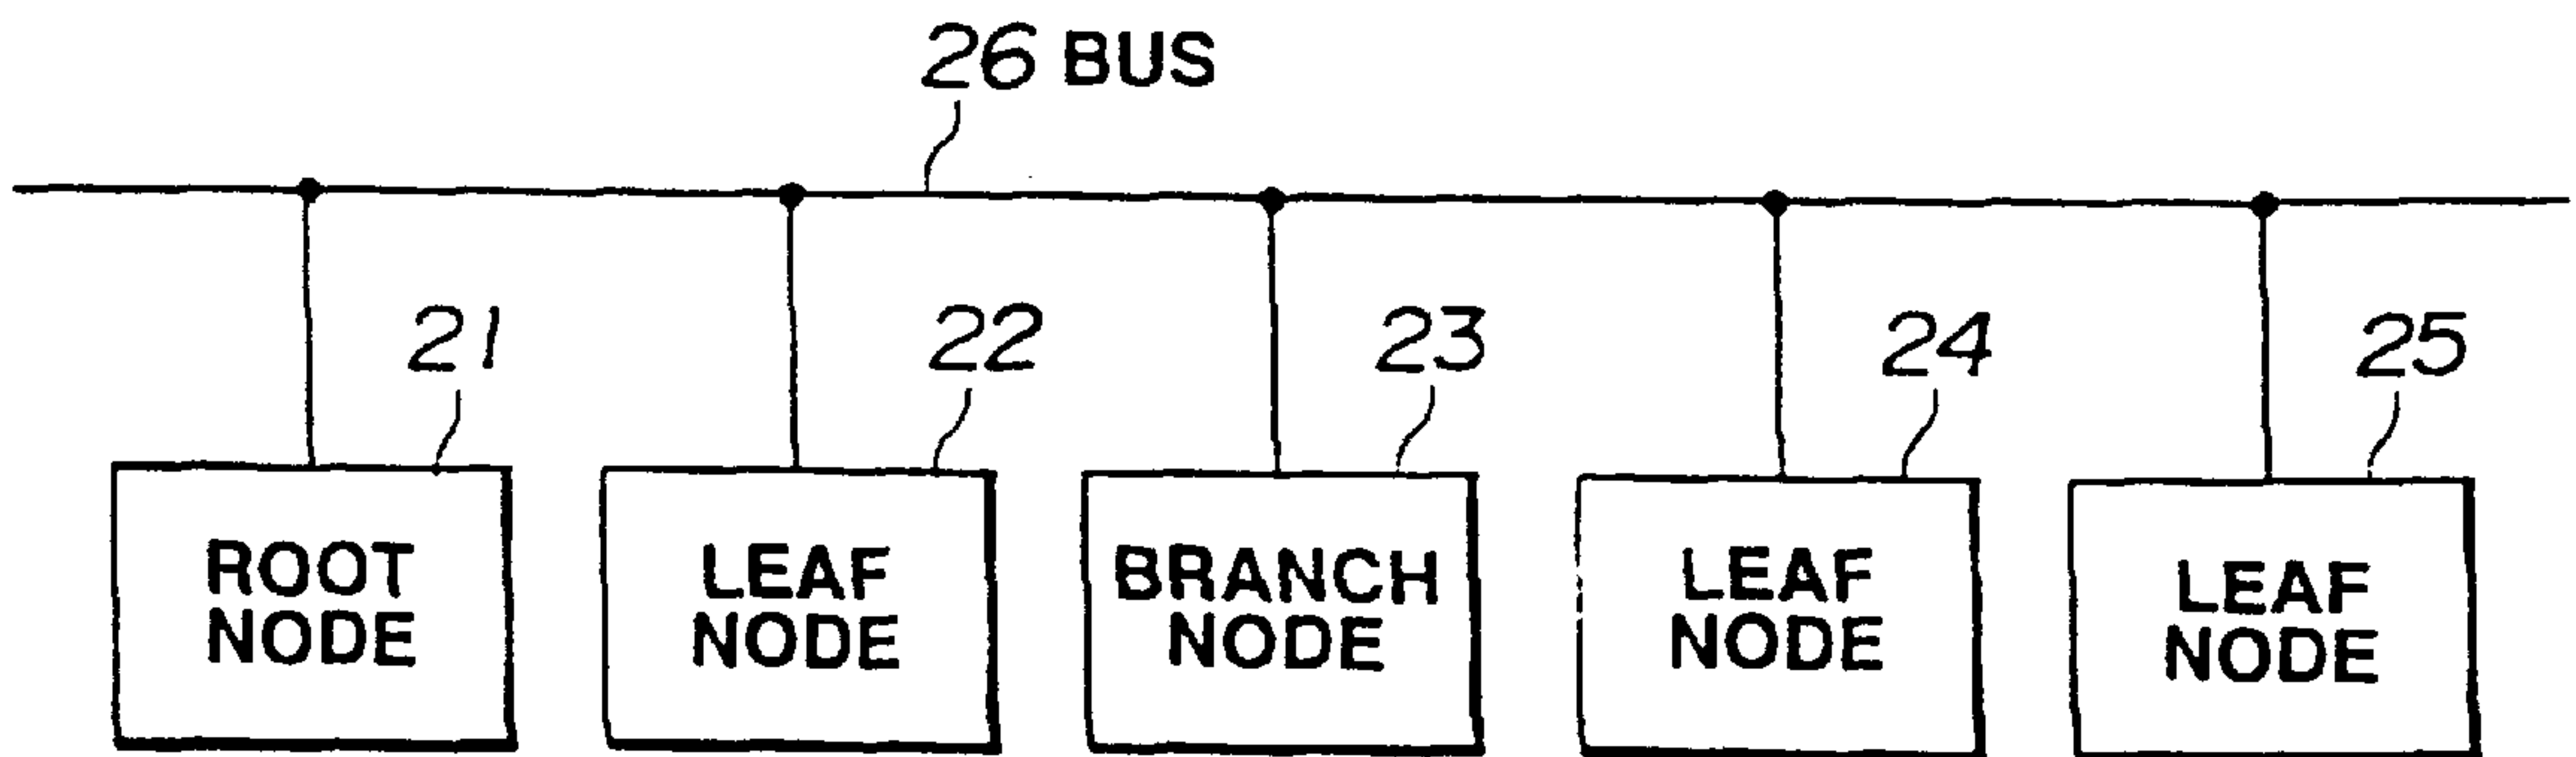 26 BUS
21
22
23
24
25
ROOT
NODE
LEAF
NODE
BRANCH
NODE
LEAF
NODE
LEAF
NODE